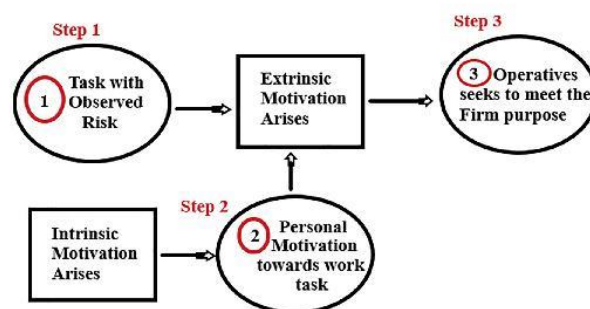 Step 1
1
Task with
Observed
Risk
Extrinsic
Motivation
Arises
Step 3
3 Operatives
seeks to meet the
Firm purpose
Intrinsic
Motivation
Arises
Step 2
2
Personal
Motivation
towards work
task